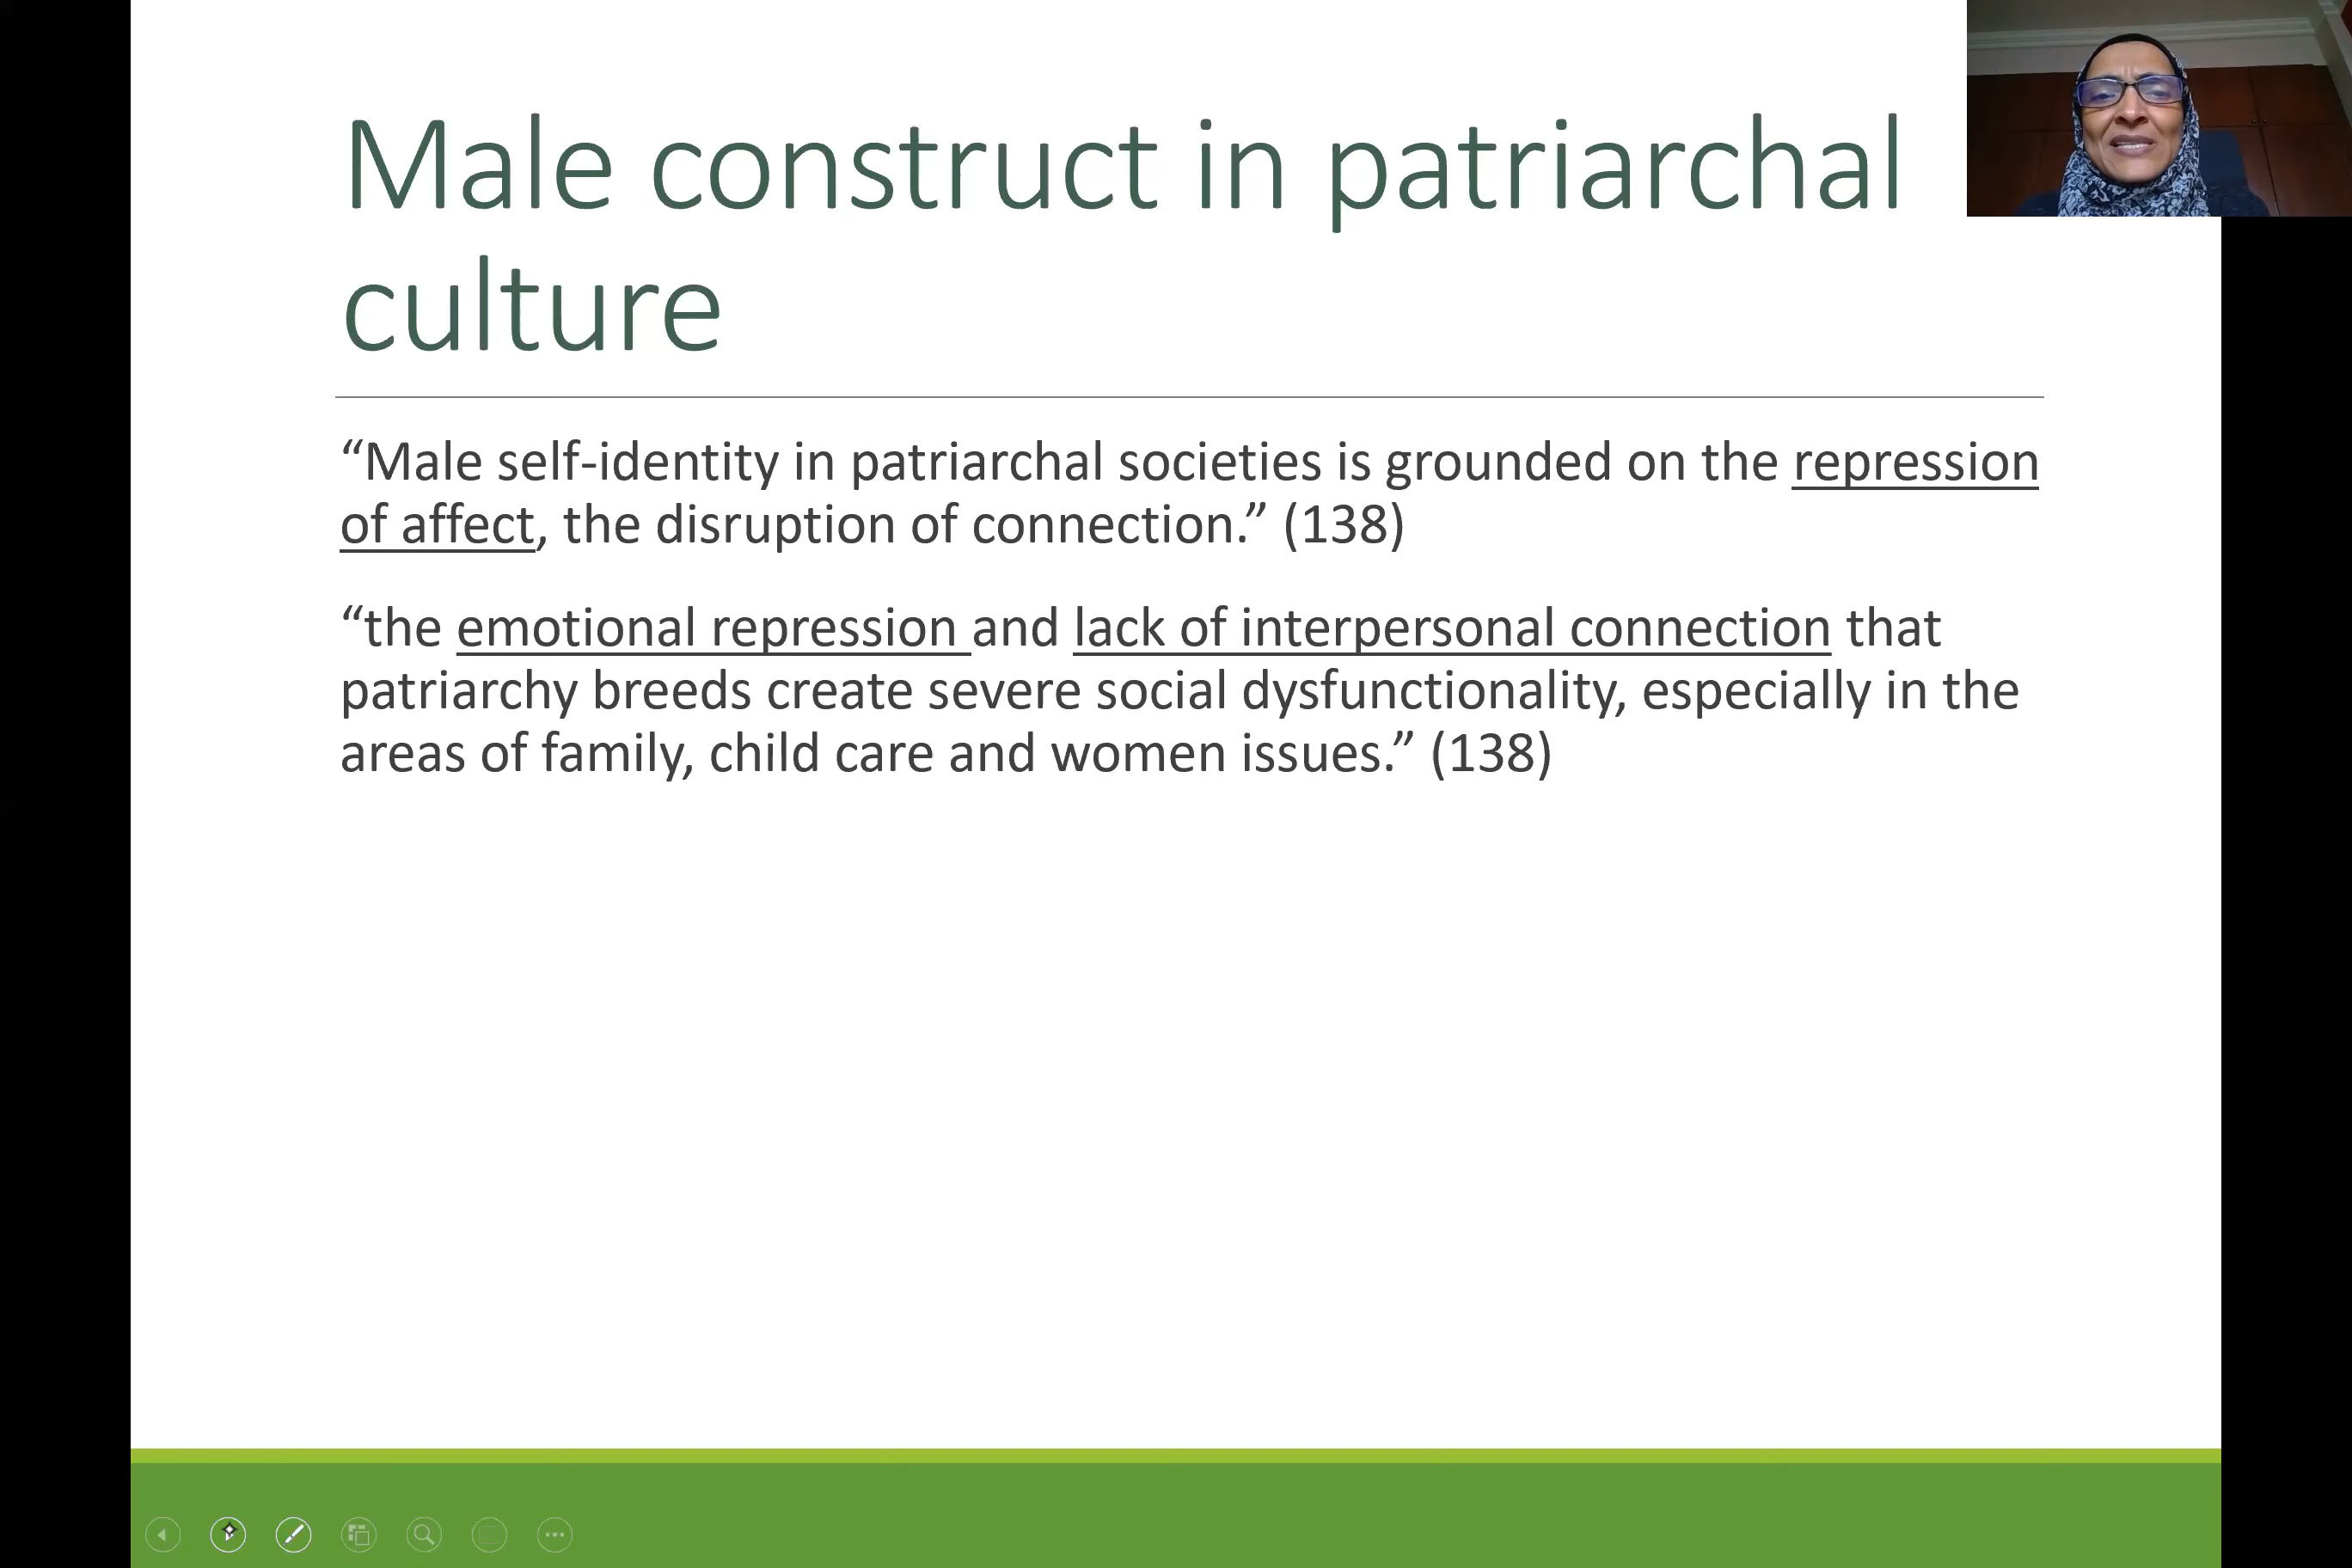 Male construct in patriarchal
culture
“Male self-identity in patriarchal societies is grounded on the repression
of affect, the disruption of connection.” (138)
“the emotional repression and lack of interpersonal connection that
patriarchy breeds create severe social dysfunctionality, especially in the
areas of family, child care and women issues.” (138)